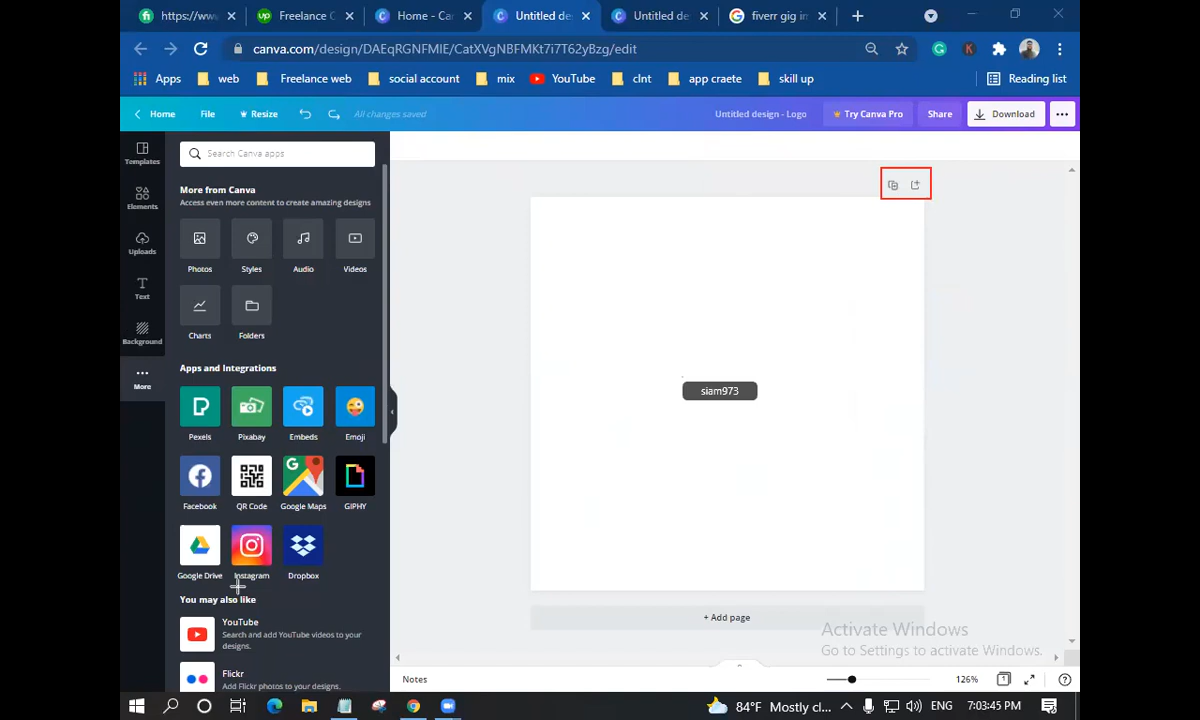 https://www
Freelance C
Home - Ca
Untitled de
Untitled de
fiverr gig im
canva.com/design/DAEqRGNFMIE/CatXVgNBFMKt7i7T62yBzg/edit
Apps
web
Freelance web
social account
mix
YouTube
clnt
app craete
skill up
Reading list
Home
File
Resize
All changes saved
Untitled design - Logo
Try Canva Pro
Share
Download
Templates
Elements
Uploads
Text
Background
More
Search Canva apps
More from Canva
Access even more content to create amazing designs
Photos
Styles
Audio
Videos
Charts
Folders
Apps and Integrations
Pexels
Pixabay
Embeds
Emoji
Facebook
QR Code
Google Maps
GIPHY
Google Drive
Instagram
Dropbox
You may also like
YouTube
Search and add YouTube videos to your
designs.
Flickr
Add Flickr photos to your designs.
siam973
+ Add page
Activate Windows
Go to Settings to activate Windows.
Notes
126%
1
84°F Mostly cl...
ENG
7:03:45 PM